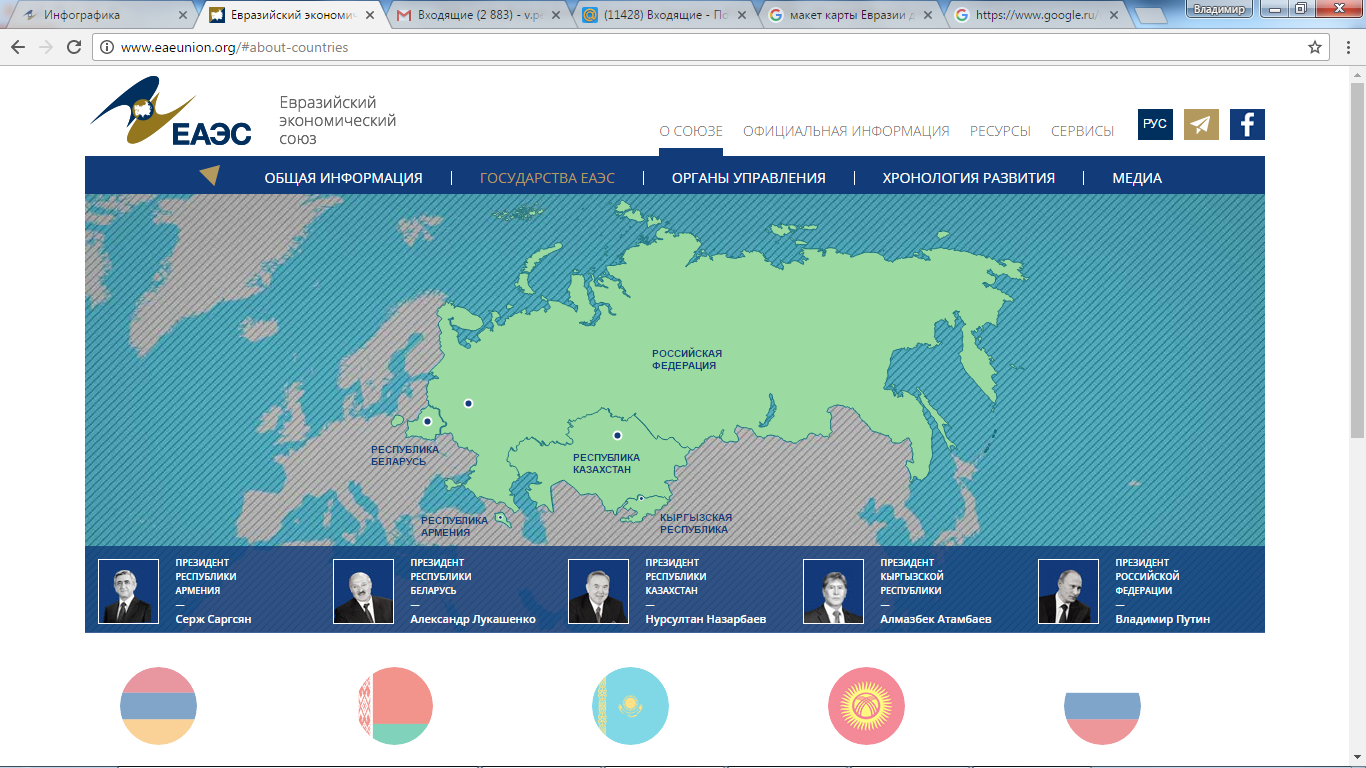 Инфографика
Евразийский экономич
Входящие (2 883) - v.pe
(11428) Входящие - По
макет карты Евразии д
https://www.google.ru/
Владимир
www.eaeunion.org/#about-countries
ЕАЭС
Евразийский
экономический
союз
О СОЮЗЕ
ОФИЦИАЛЬНАЯ ИНФОРМАЦИЯ
РЕСУРСЫ
СЕРВИСЫ
РУС
ОБЩАЯ ИНФОРМАЦИЯ
ГОСУДАРСТВА ЕАЭС
ОРГАНЫ УПРАВЛЕНИЯ
ХРОНОЛОГИЯ РАЗВИТИЯ
МЕДИА
РОССИЙСКАЯ
ФЕДЕРАЦИЯ
РЕСПУБЛИКА
БЕЛАРУСЬ
РЕСПУБЛИКА
КАЗАХСТАН
РЕСПУБЛИКА
АРМЕНИЯ
КЫРГЫЗСКАЯ
РЕСПУБЛИКА
ПРЕЗИДЕНТ
РЕСПУБЛИКИ
АРМЕНИЯ
—
Серж Саргсян
ПРЕЗИДЕНТ
РЕСПУБЛИКИ
БЕЛАРУСЬ
—
Александр Лукашенко
ПРЕЗИДЕНТ
РЕСПУБЛИКИ
КАЗАХСТАН
—
Нурсултан Назарбаев
ПРЕЗИДЕНТ
КЫРГЫЗСКОЙ
РЕСПУБЛИКИ
—
Алмазбек Атамбаев
ПРЕЗИДЕНТ
РОССИЙСКОЙ
ФЕДЕРАЦИИ
—
Владимир Путин